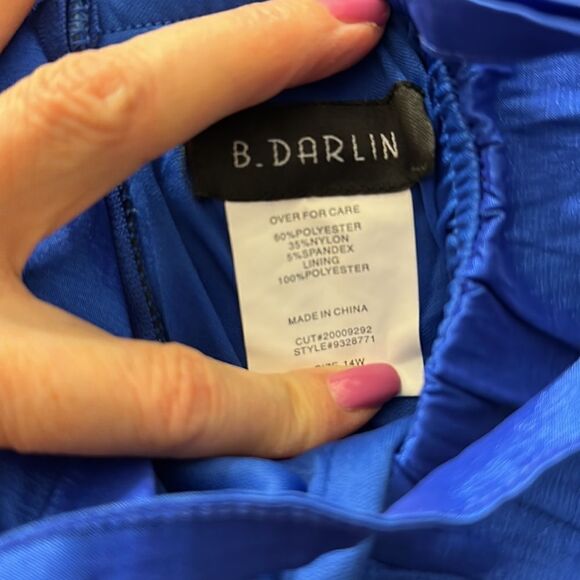 B. DARLIN
OVER FOR CARE
60%POLYESTER
35%NYLON
5%SPANDEX
LINING
100%POLYESTER
MADE IN CHINA
CUT#20009292
STYLE#9328771
SIZE 14W